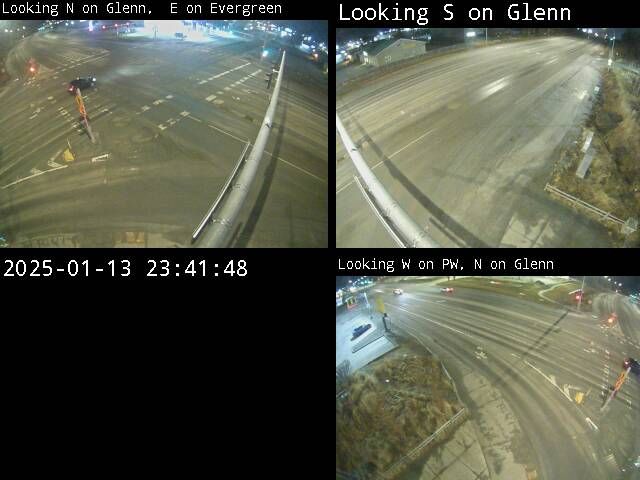 Looking N on Glenn, E on Evergreen
Looking S on Glenn
2025-01-13 23:41:48
Looking W on PW, N on Glenn